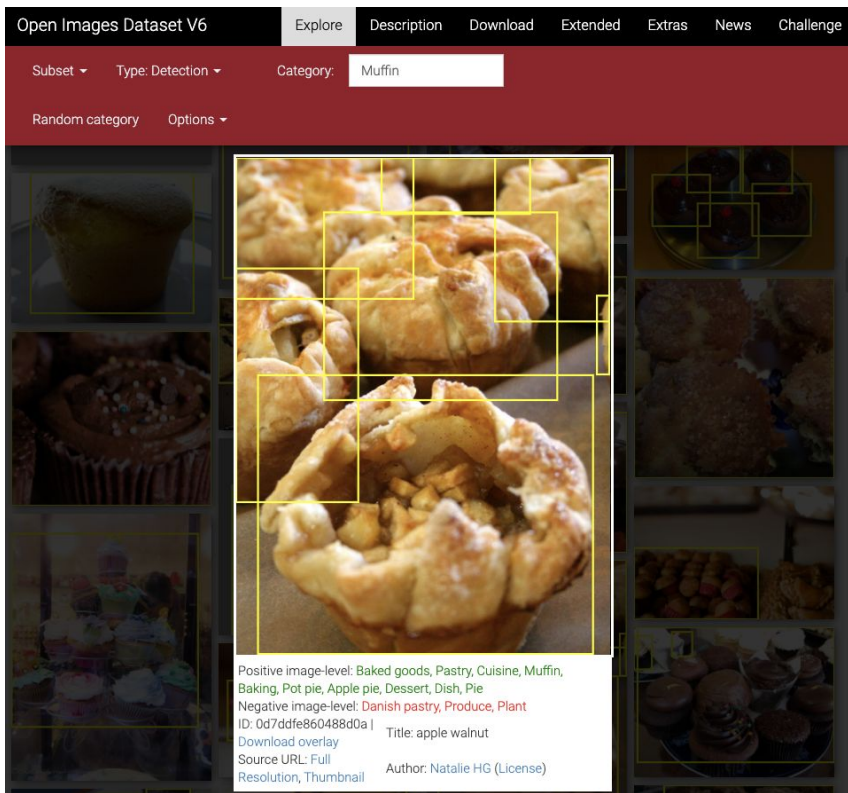 Open Images Dataset V6 Explore Description Download Extended Extras News Challenge
Subset Type: Detection Category: Muffin
Random category Options
Positive image-level: Baked goods, Pastry, Cuisine, Muffin,
Baking, Pot pie, Apple pie, Dessert, Dish, Pie
Negative image-level: Danish pastry, Produce, Plant
ID: 0d7ddfe860488d0a |
Download overlay
Title: apple walnut
Source URL: Full
Resolution, Thumbnail
Author: Natalie HG (License)